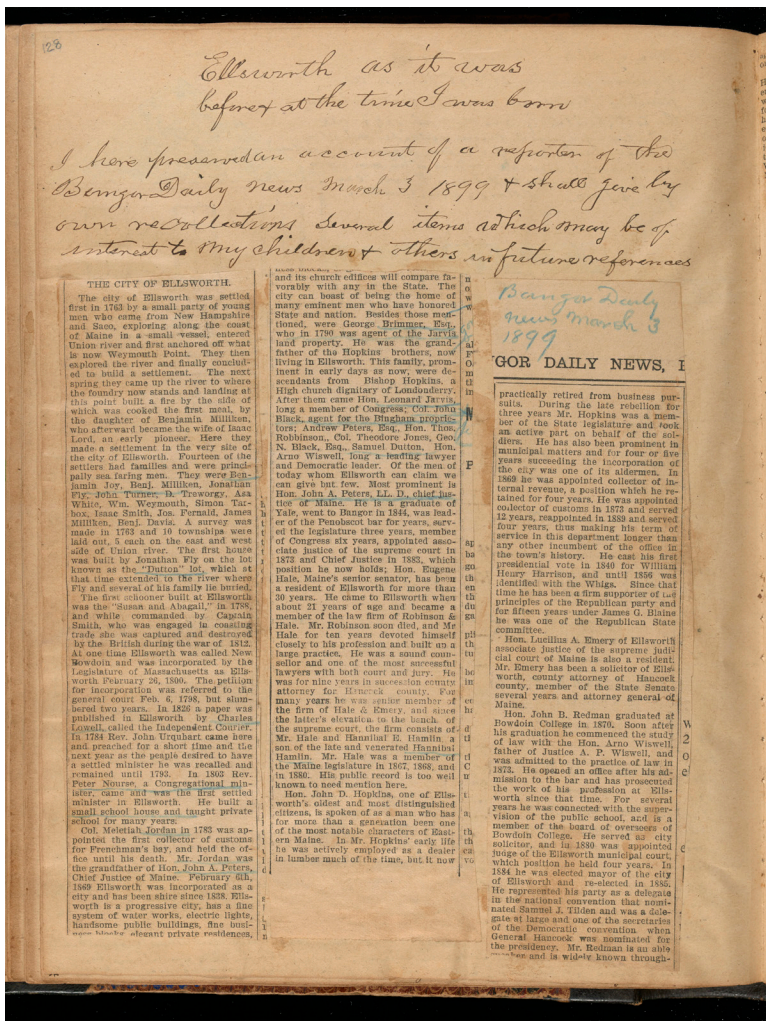 128
Ellsworth as it was
before & at the time I was born
I here preserved an account of a reporter of the
Bemgor Daily news March 3 1899 & shall give by
own recollections several items which may be of
interest to my children & others in future references
THE CITY OF ELLSWORTH.
The city of Ellsworth was settled
first in 1763 by a small party of young
men who came from New Hampshire
and Saco, exploring along the coast
of Maine in a small vessel, entered
Union river and first anchored off what
is now Weymouth Point. They then
explored the river and finally conclud-
ed to build a settlement. The next
spring they came up the river to where
the foundry now stands and landing at
this point built a fire by the side of
which was cooked the first meal, by
the daughter of Benjamin Milliken,
who afterward became the wife of Isaac
Lord, an early pioneer. Here they
made a settlement in the very site of
the city of Ellsworth. Fourteen of the
settlers had families and were princi-
pally sea faring men. They were Ben-
jamin Joy, Benj. Milliken, Jonathan
Fly, John Turner, D. Treworgy, Asa
White, Wm. Weymouth, Simon Tar-
box, Isaac Smith, Jos. Purnald, James
Milliken, Benj. Davis. A survey was
made in 1763 and 10 townships were
laid out, 5 each on the east and west
side of Union river. The first house
was built by Jonathan Fly on the lot
known as the "Dutton" lot, which at
that time extended to the river where
Fly and several of his family lie buried.
The first schooner built at Ellsworth
was the "Susan and Abagail," in 1788,
and while commanded by Captain
Smith, who was engaged in coasting
trade she was captured and destroyed
by the British during the war of 1812.
At one time Ellsworth was called New
Bowdoin and was incorporated by the
Legislature of Massachusetts as Ells-
worth February 26, 1800. The petition
for incorporation was referred to the
general court Feb. 6, 1798, but slum-
bered two years. In 1826 a paper was
published in Ellsworth by Charles
Lowell, called the Independent Courier.
In 1784 Rev. John Urquhart came here
and preached for a short time and the
next year as the people desired to have
a settled minister he was recalled and
remained until 1793. In 1803 Rev.
Peter Nourse, a Congregational min-
ister, came and was the first settled
minister in Ellsworth. He built a
small school house and taught private
school for many years.
Col. Meletiah Jordan in 1783 was ap-
pointed the first collector of customs
for Frenchman's bay, and held the of-
fice until his death. Mr. Jordan was
the grandfather of Hon. John A. Peters,
Chief Justice of Maine. February 6th,
1869 Ellsworth was incorporated as a
city and has been shire since 1838. Ells-
worth is a progressive city, has a fine
system of water works, electric lights,
handsome public buildings, fine busi-
ness blocks, elegant private residences,
and its church edifices will compare fa-
vorably with any in the State. The
city can boast of being the home of
many eminent men who have honored
State and nation. Besides those men-
tioned, were George Brimmer, Esq.,
who in 1790 was agent of the Jarvis
land property. He was the grand-
father of the Hopkins brothers, now
living in Ellsworth. This family, prom-
inent in early days as now, were de-
scendants from Bishop Hopkins, a
High church dignitary of Londonderry.
After them came Hon. Leonard Jarvis,
long a member of Congress; Col. John
Black, agent for the Bingham proprie-
tors; Andrew Peters, Esq., Hon. Thos.
Robbinson,, Col. Theodore Jones, Geo.
N. Black, Esq., Samuel Dutton, Hon.
Arno Wiswell, long a leading lawyer
and Democratic leader. Of the men of
today whom Ellsworth can claim we
can give but few. Most prominent is
Hon. John A. Peters, LL. D., chief jus-
tice of Maine. He is a graduate of
Yale, went to Bangor in 1844, was lead-
er of the Penobscot bar for years, serv-
ed the legislature three years, member
of Congress six years, appointed asso-
ciate justice of the supreme court in
1873 and Chief Justice in 1883, which
position he now holds; Hon. Eugene
Hale, Maine's senior senator, has been
a resident of Ellsworth for more than
30 years. He came to Ellsworth when
about 21 years of age and became a
member of the law firm of Robinson &
Hale. Mr. Robinson soon died, and Mr
Hale for ten years devoted himself
closely to his profession and built up a
large practice. He was a sound coun-
sellor and one of the most successful
lawyers with both court and jury. He
was for nine years in succession county
attorney for Hancock county. For
many years he was senior member of
the firm of Hale & Emery, and since
the latter's elevation to the bench of
the supreme court, the firm consists of
Mr. Hale and Hannibal E. Hamlin, a
son of the late and venerated Hannibal
Hamlin. Mr. Hale was a member of
the Maine legislature in 1867, 1868, and
in 1880. His public record is too well
known to need mention here.
Hon. John D. Hopkins, one of Ells-
worth's oldest and most distinguished
citizens, is spoken of as a man who has
for more than a generation been one
of the most notable characters of East-
ern Maine. In Mr. Hopkins' early life
he was actively employed as a dealer
in lumber much of the time, but it now
Bangor Daily
news March 3
1899
GOR DAILY NEWS,
practically retired from business pur-
suits. During the late rebellion for
three years Mr. Hopkins was a mem-
ber of the State legislature and took
an active part on behalf of the sol-
diers. He has also been prominent in
municipal matters and for four or five
years succeeding the incorporation of
the city was one of its aldermen. In
1869 he was appointed collector of in-
ternal revenue, a position which he re-
tained for four years. He was appointed
collector of customs in 1873 and served
12 years, reappointed in 1889 and served
four years, thus making his term of
service in this department longer than
any other incumbent of the office in
the town's history. He cast his first
presidential vote in 1840 for William
Henry Harrison, and until 1856 was
identified with the Whigs. Since that
time he has been a firm supporter of the
principles of the Republican party and
for fifteen years under James G. Blaine
he was one of the Republican State
committee.
Hon. Lucilius A. Emery of Ellsworth
associate justice of the supreme judi-
cial court of Maine is also a resident.
Mr. Emery has been a solicitor of Ells-
worth, county attorney of Hancock
county, member of the State Senate
several years and attorney general of
Maine.
Hon. John B. Redman graduated at
Bowdoin College in 1870. Soon after
his graduation he commenced the study
of law with the Hon. Arno Wiswell,
father of Justice A. P. Wiswell, and
was admitted to the practice of law in
1873. He opened an office after his ad-
mission to the bar and has prosecuted
the work of his profession at Ells-
worth since that time. For several
years he was connected with the super-
vision of the public school, and is a
member of the board of overseers of
Bowdoin College. He served as city
solicitor, and in 1880 was appointed
judge of the Ellsworth municipal court,
which position he held four years. In
1884 he was elected mayor of the city
of Ellsworth and re-elected in 1885.
He represented his party as a delegate
in the national convention that nomi-
nated Samuel J. Tilden and was a dele-
gate at large and one of the secretaries
of the Democratic convention when
General Hancock was nominated for
the presidency. Mr. Redman is an able
and is widely known through-